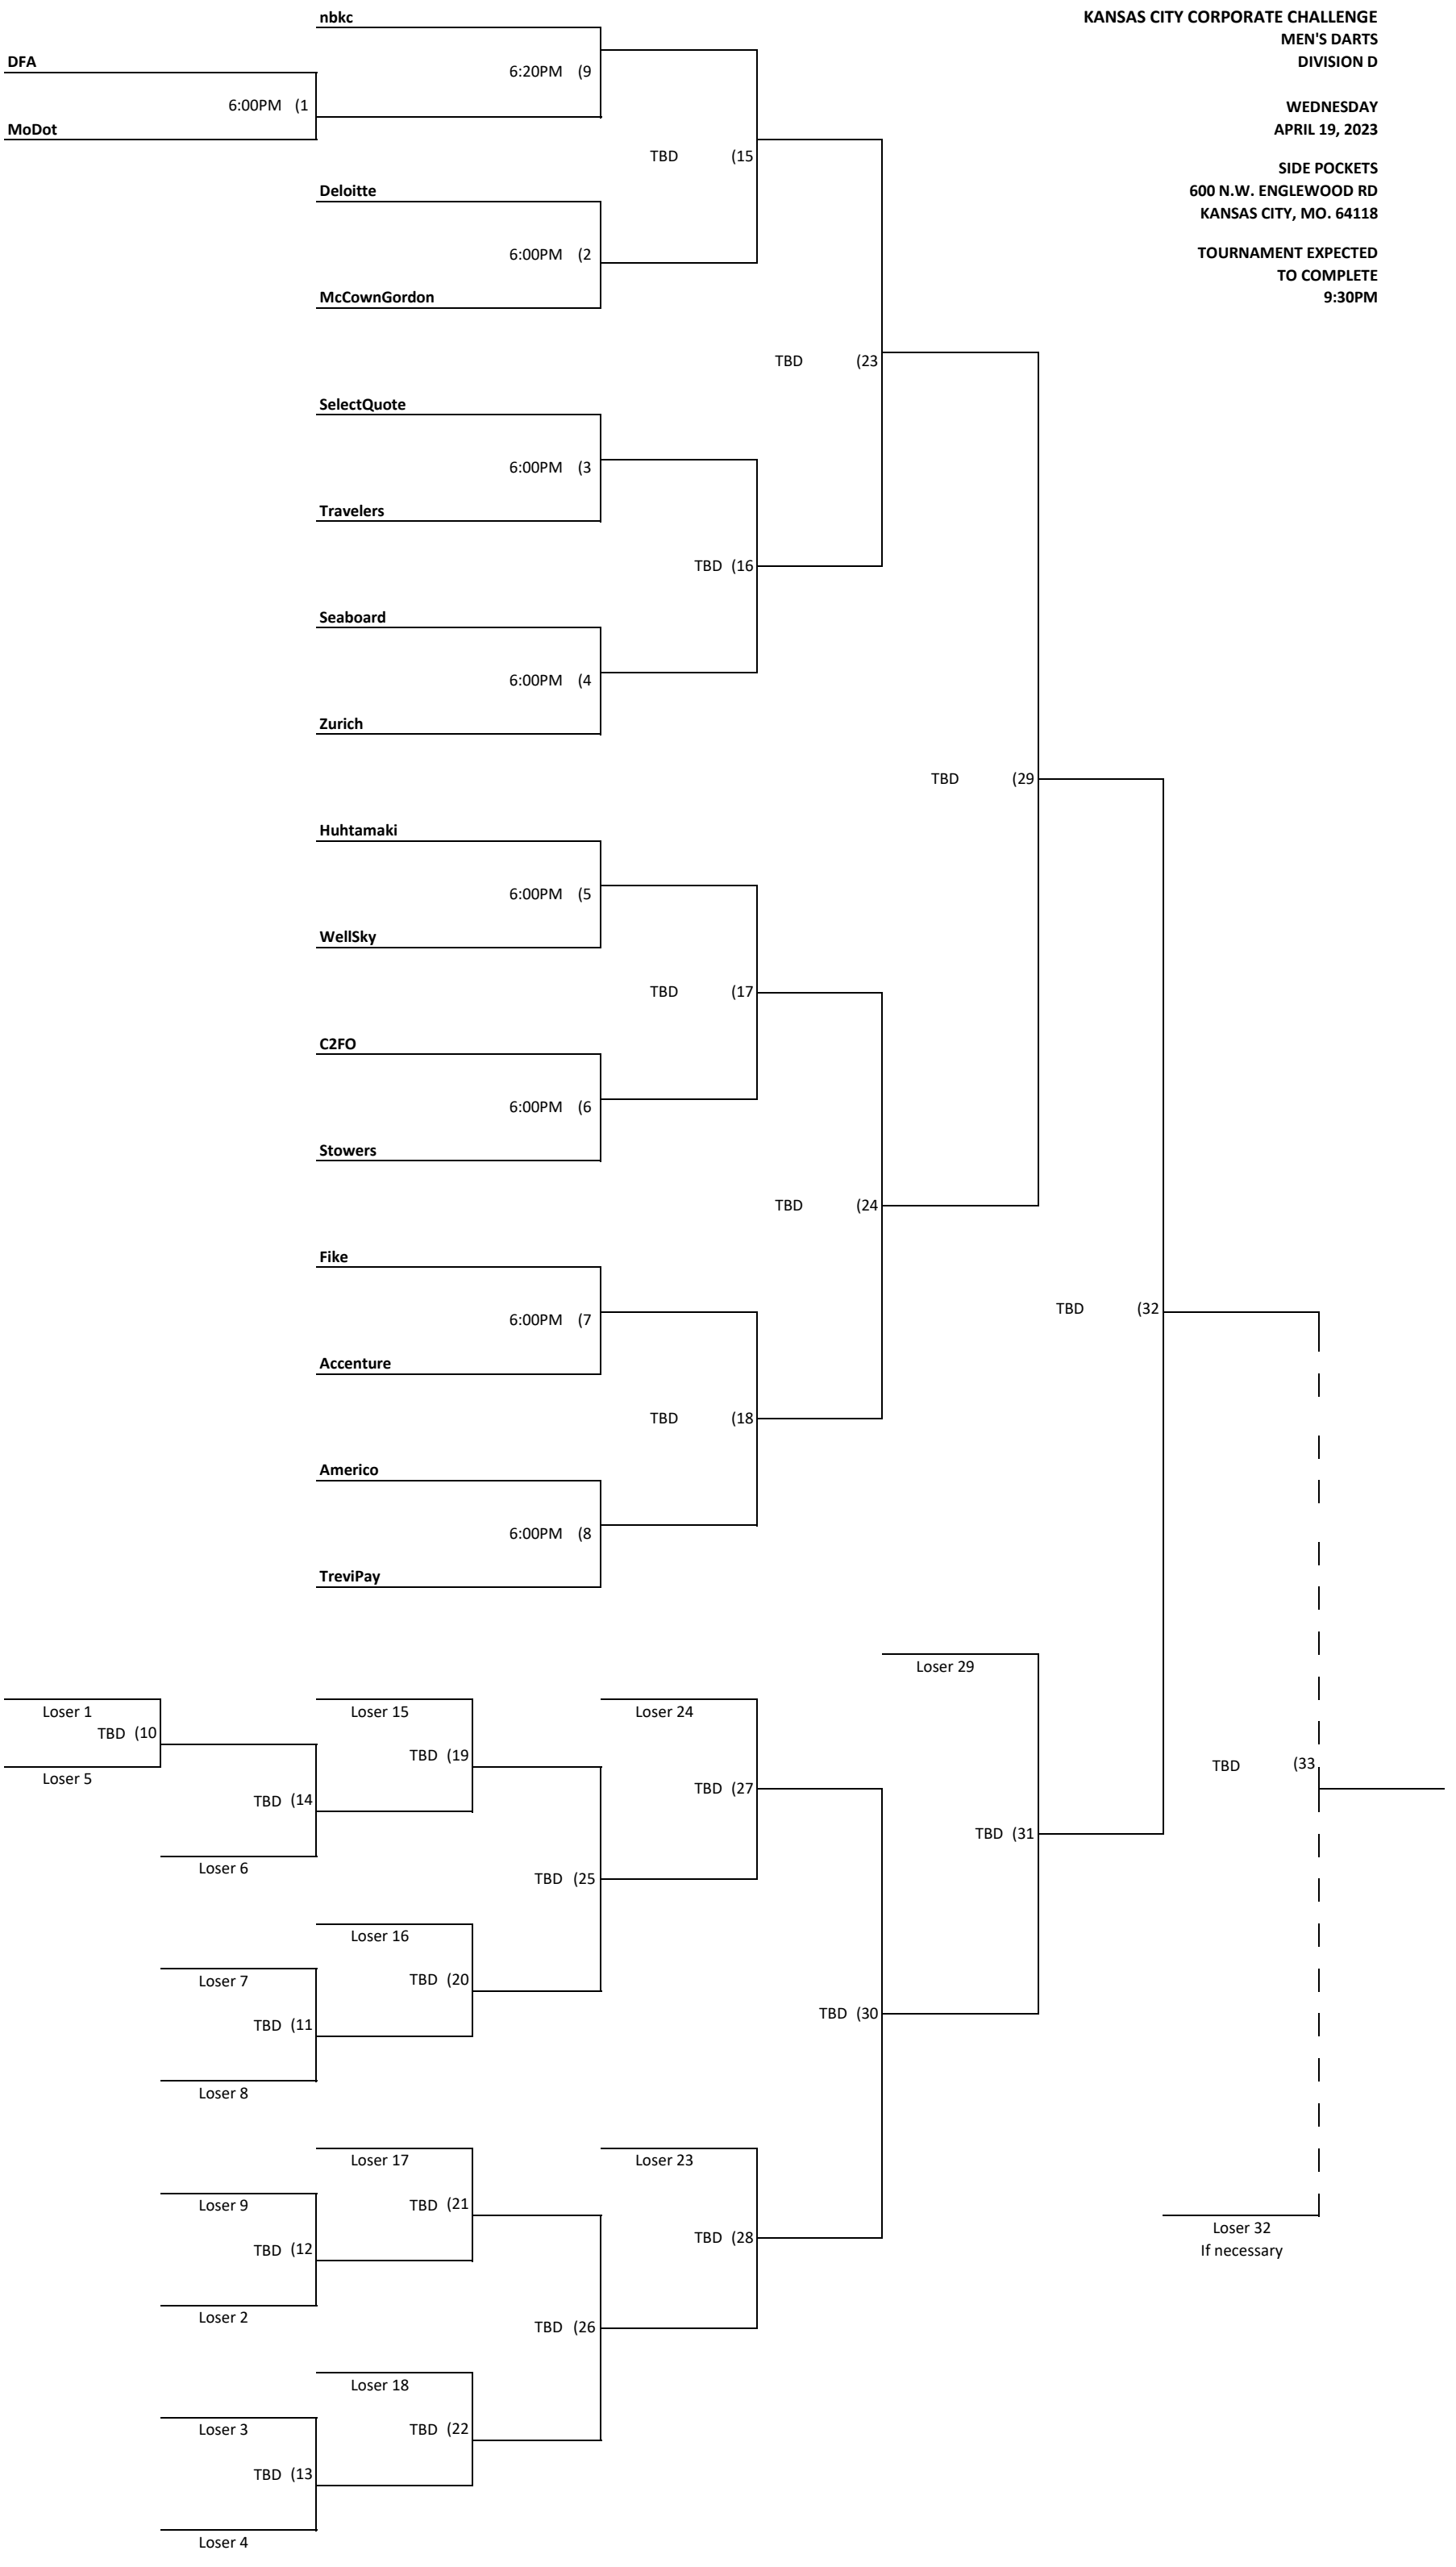 nbkc
KANSAS CITY CORPORATE CHALLENGE
MEN'S DARTS
DFA
DIVISION D
6:20PM (9
6:00PM (1
WEDNESDAY
MoDot
APRIL 19, 2023
TBD (15
SIDE POCKETS
Deloitte
600 N.W. ENGLEWOOD RD
KANSAS CITY, MO. 64118
6:00PM (2
TOURNAMENT EXPECTED
TO COMPLETE
McCownGordon
9:30PM
TBD (23
SelectQuote
6:00PM (3
Travelers
TBD (16
Seaboard
6:00PM (4
Zurich
TBD (29
Huhtamaki
6:00PM (5
WellSky
TBD (17
C2FO
6:00PM (6
Stowers
TBD (24
Fike
TBD (32
6:00PM (7
Accenture
TBD (18
Americo
6:00PM (8
TreviPay
Loser 29
Loser 1
Loser 15
Loser 24
TBD (10
TBD (19
TBD (33
Loser 5
TBD (27
TBD (14
TBD (31
Loser 6
TBD (25
Loser 16
Loser 7
TBD (20
TBD (30
TBD (11
Loser 8
Loser 17
Loser 23
Loser 9
TBD (21
Loser 32
TBD (28
TBD (12
If necessary
Loser 2
TBD (26
Loser 18
Loser 3
TBD (22
TBD (13
Loser 4